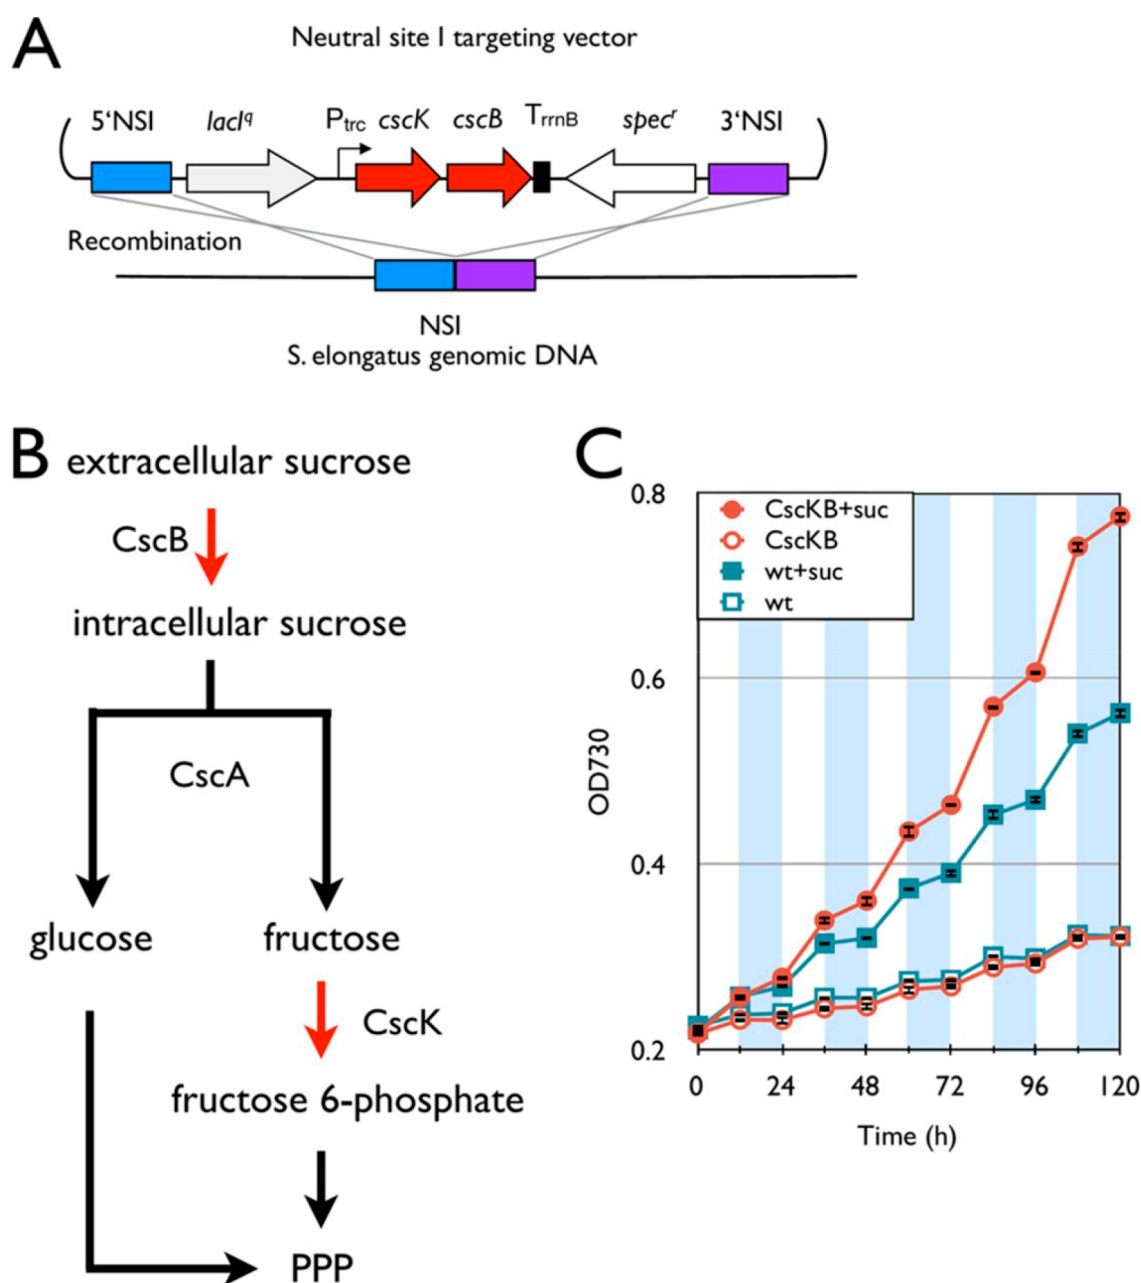 A
Neutral site I targeting vector
5‘NSI lacIq Ptrc cscK cscB TrrnB specr 3‘NSI
Recombination
NSI
S. elongatus genomic DNA
B
extracellular sucrose
CscB
intracellular sucrose
CscA
glucose fructose
CscK
fructose 6-phosphate
PPP
C
0.8
0.6
0.4
0.2
OD730
CscKB+suc
CscKB
wt+suc
wt
0 24 48 72 96 120
Time (h)